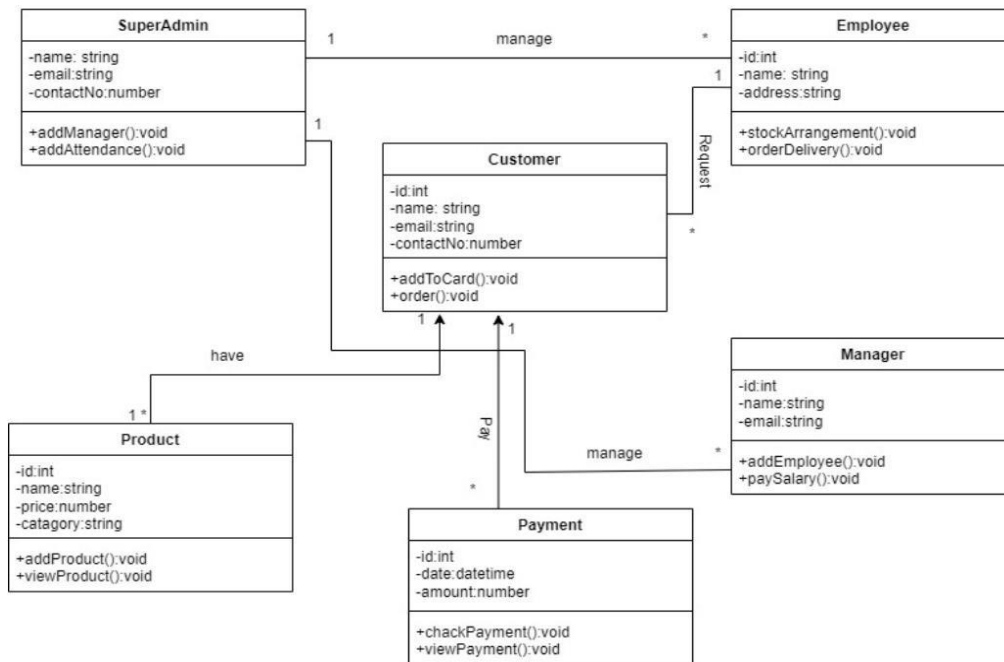 SuperAdmin
-name: string
-email:string
-contactNo:number
+addManager():void
+addAttendance():void
1
manage
*
Employee
-id:int
-name: string
-address:string
+stockArrangement():void
+orderDelivery():void
1
Request
*
1
Customer
-id:int
-name: string
-email:string
-contactNo:number
+addToCard():void
+order():void
1
1
have
1 *
Pay
*
Manager
-id:int
-name:string
-email:string
+addEmployee():void
+paySalary():void
manage
*
Product
-id:int
-name:string
-price:number
-catagory:string
+addProduct():void
+viewProduct():void
Payment
-id:int
-date:datetime
-amount:number
+chackPayment():void
+viewPayment():void